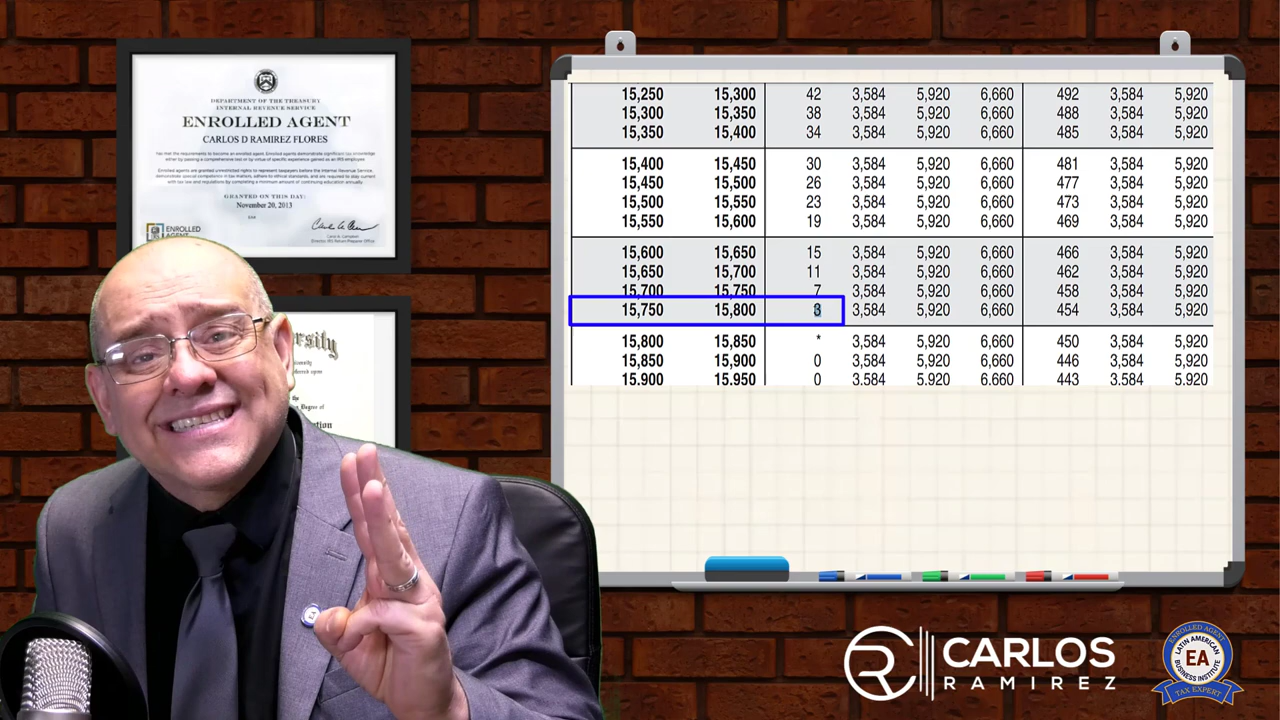 DEPARTMENT OF THE TREASURY
INTERNAL REVENUE SERVICE
ENROLLED AGENT
CARLOS D RAMIREZ FLORES
GRANTED ON THIS DAY:
November 20, 2013
ENROLLED
AGENT
ersity
15,250 15,300 42 3,584 5,920 6,660 492 3,584 5,920
15,300 15,350 38 3,584 5,920 6,660 488 3,584 5,920
15,350 15,400 34 3,584 5,920 6,660 485 3,584 5,920
15,400 15,450 30 3,584 5,920 6,660 481 3,584 5,920
15,450 15,500 26 3,584 5,920 6,660 477 3,584 5,920
15,500 15,550 23 3,584 5,920 6,660 473 3,584 5,920
15,550 15,600 19 3,584 5,920 6,660 469 3,584 5,920
15,600 15,650 15 3,584 5,920 6,660 466 3,584 5,920
15,650 15,700 11 3,584 5,920 6,660 462 3,584 5,920
15,700 15,750 7 3,584 5,920 6,660 458 3,584 5,920
15,750 15,800 3 3,584 5,920 6,660 454 3,584 5,920
15,800 15,850 * 3,584 5,920 6,660 450 3,584 5,920
15,850 15,900 0 3,584 5,920 6,660 446 3,584 5,920
15,900 15,950 0 3,584 5,920 6,660 443 3,584 5,920
EA
CARLOS
RAMIREZ
ENROLLED AGENT
LATIN AMERICAN
EA
BUSINESS INSTITUTE
TAX EXPERT